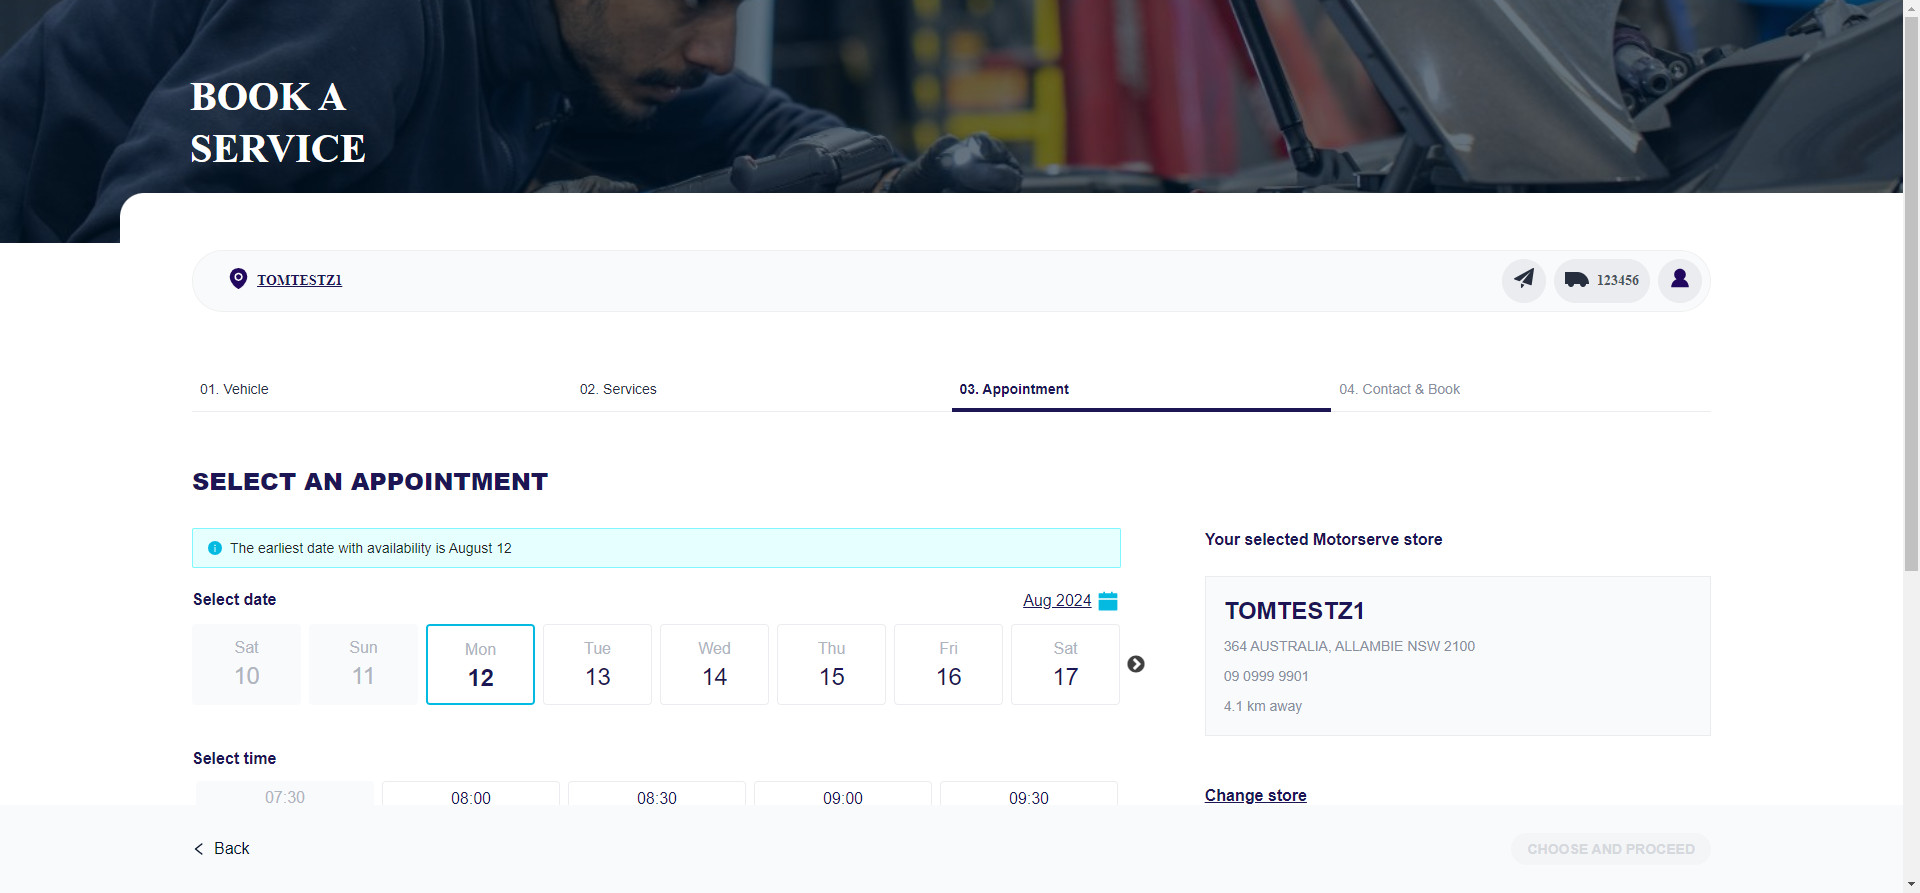 BOOK A
SERVICE
TOMTESTZ1
123456
01. Vehicle
02. Services
03. Appointment
04. Contact & Book
SELECT AN APPOINTMENT
The earliest date with availability is August 12
Select date
Aug 2024
Sat
10
Sun
11
Mon
12
Tue
13
Wed
14
Thu
15
Fri
16
Sat
17
Select time
07:30
08:00
08:30
09:00
09:30
Your selected Motorserve store
TOMTESTZ1
364 AUSTRALIA, ALLAMBIE NSW 2100
09 0999 9901
4.1 km away
Change store
Back
CHOOSE AND PROCEED